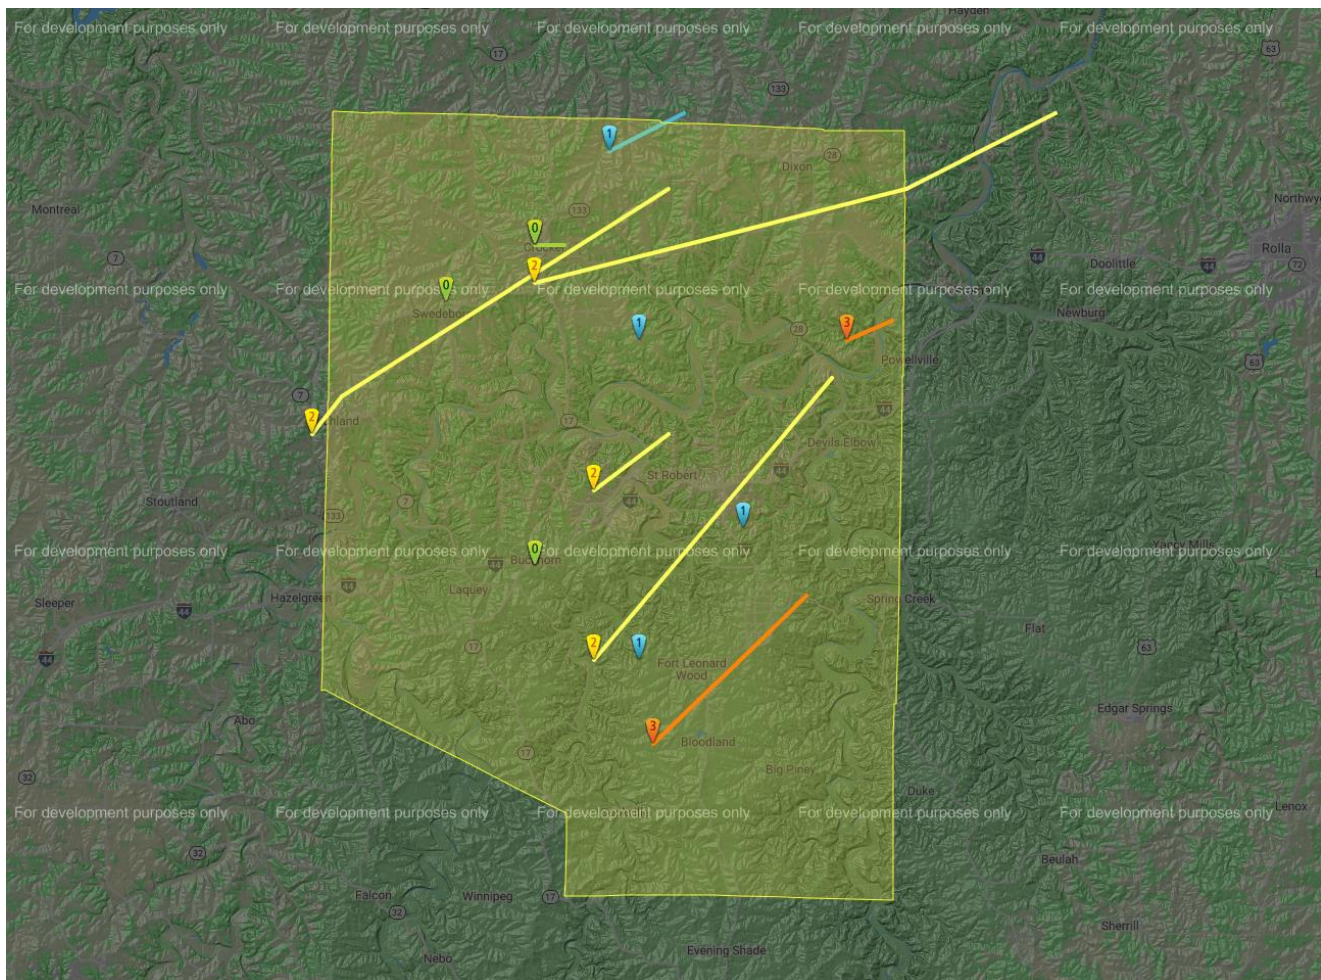 Hayden
For development purposes only For development purposes only For development purposes only For development purposes only For development purposes only
17
63
133
1
28
Dixon
Montreal
133
0
Crocker
7
2
Rolla
44
Doolittle
44
72
For development purposes only For development purposes only For development purposes only For development purposes only For development purposes only
0
Swedeborg
1
28
3
Newburg
Powellville
63
7
2
17
44
Devils Elbow
2
St Robert
44
Stoutland
7
44
133
1
For development purposes only For development purposes only For development purposes only For development purposes only For development purposes only
0
Yancy Mills
Buckhorn
44
44
Laquey
Sleeper
44
Hazelgreen
Spring Creek
Flat
17
2
1
63
44
Fort Leonard
Wood
Abo
3
Edgar Springs
Bloodland
17
Big Piney
32
Duke
Lenox
For development purposes only For development purposes only For development purposes only For development purposes only For development purposes only
32
Beulah
Falcon
Winnipeg
17
32
Sherrill
Evening Shade
Nebo